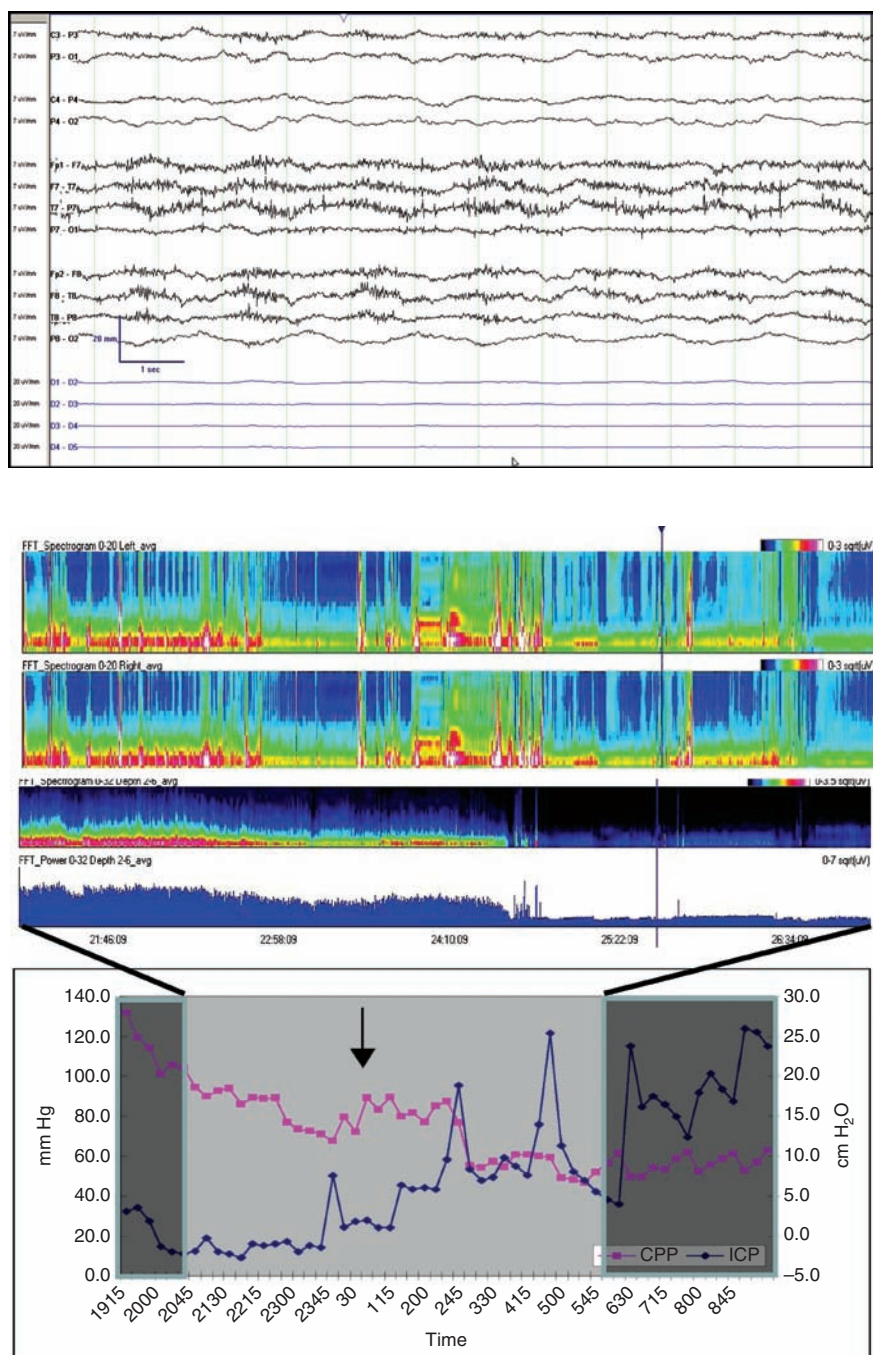 7 uV/mm C3 - P3
7 uV/mm P3 - O1
7 uV/mm C4 - P4
7 uV/mm P4 - O2
7 uV/mm Fp1 - F7
7 uV/mm F7 - T7
7 uV/mm T7 - P7
7 uV/mm P7 - O1
7 uV/mm Fp2 - F8
7 uV/mm F8 - T8
7 uV/mm T8 - P8
7 uV/mm P8 - O2
20 mm
1 sec
20 uV/mm D1 - D2
20 uV/mm D2 - D3
20 uV/mm D3 - D4
20 uV/mm D4 - D5
FFT_Spectrogram 0-20 Left_avg 0-3 sqrt(uV
FFT_Spectrogram 0-20 Right_avg 0-3 sqrt(uV
FFT_Spectrogram 0-32 Depth 2-6_avg 0-3.5 sqrt(uV)
FFT_Power 0-32 Depth 2-6_avg 0-7 sqrt(uV)
21:46:09 22:58:09 24:10:09 25:22:09 26:34:09
140.0 30.0
120.0 25.0
100.0 20.0
80.0 15.0
60.0 10.0
40.0 5.0
20.0 0.0
0.0 -5.0
mm Hg
cm H2O
CPP ICP
1915 2000 2045 2130 2215 2300 2345 30 115 200 245 330 415 500 545 630 715 800 845
Time